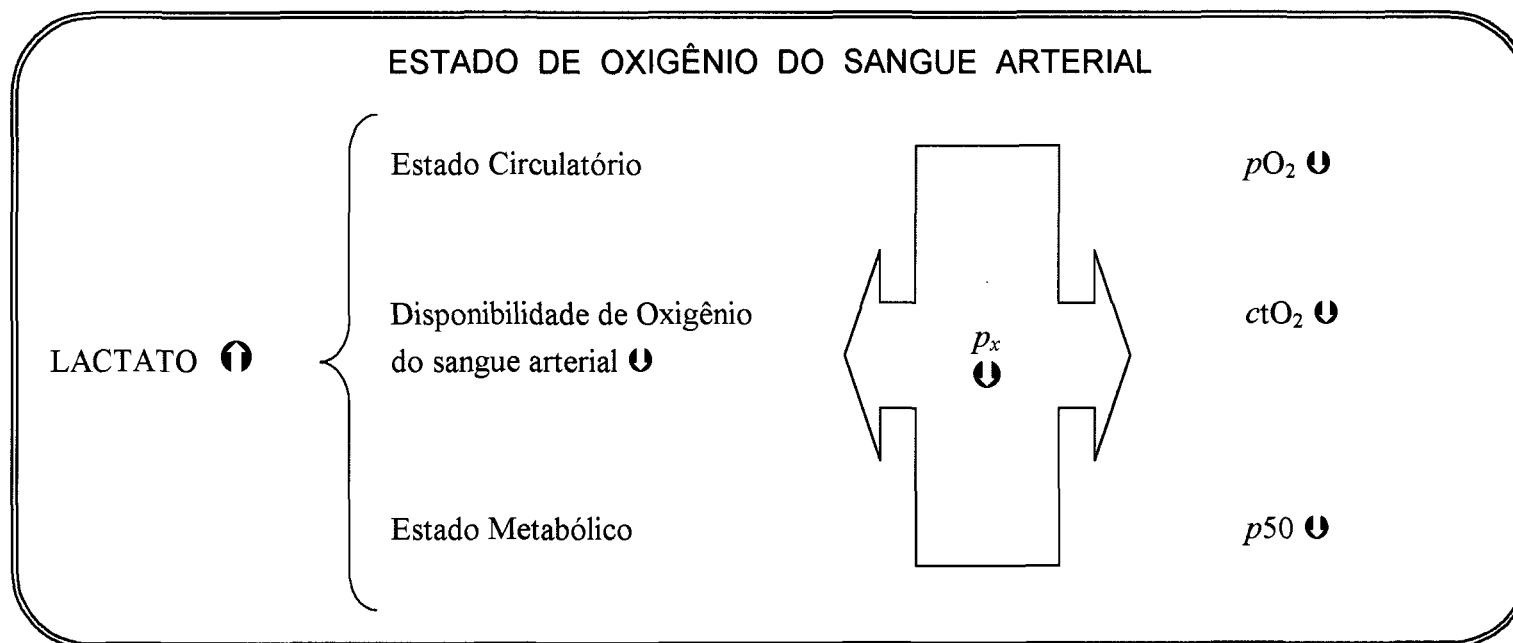 ESTADO DE OXIGÊNIO DO SANGUE ARTERIAL
Estado Circulatório
pO₂ ⬇
Disponibilidade de Oxigênio
do sangue arterial ⬇
ctO₂ ⬇
pₓ
⬇
LACTATO ⬆
Estado Metabólico
p50 ⬇